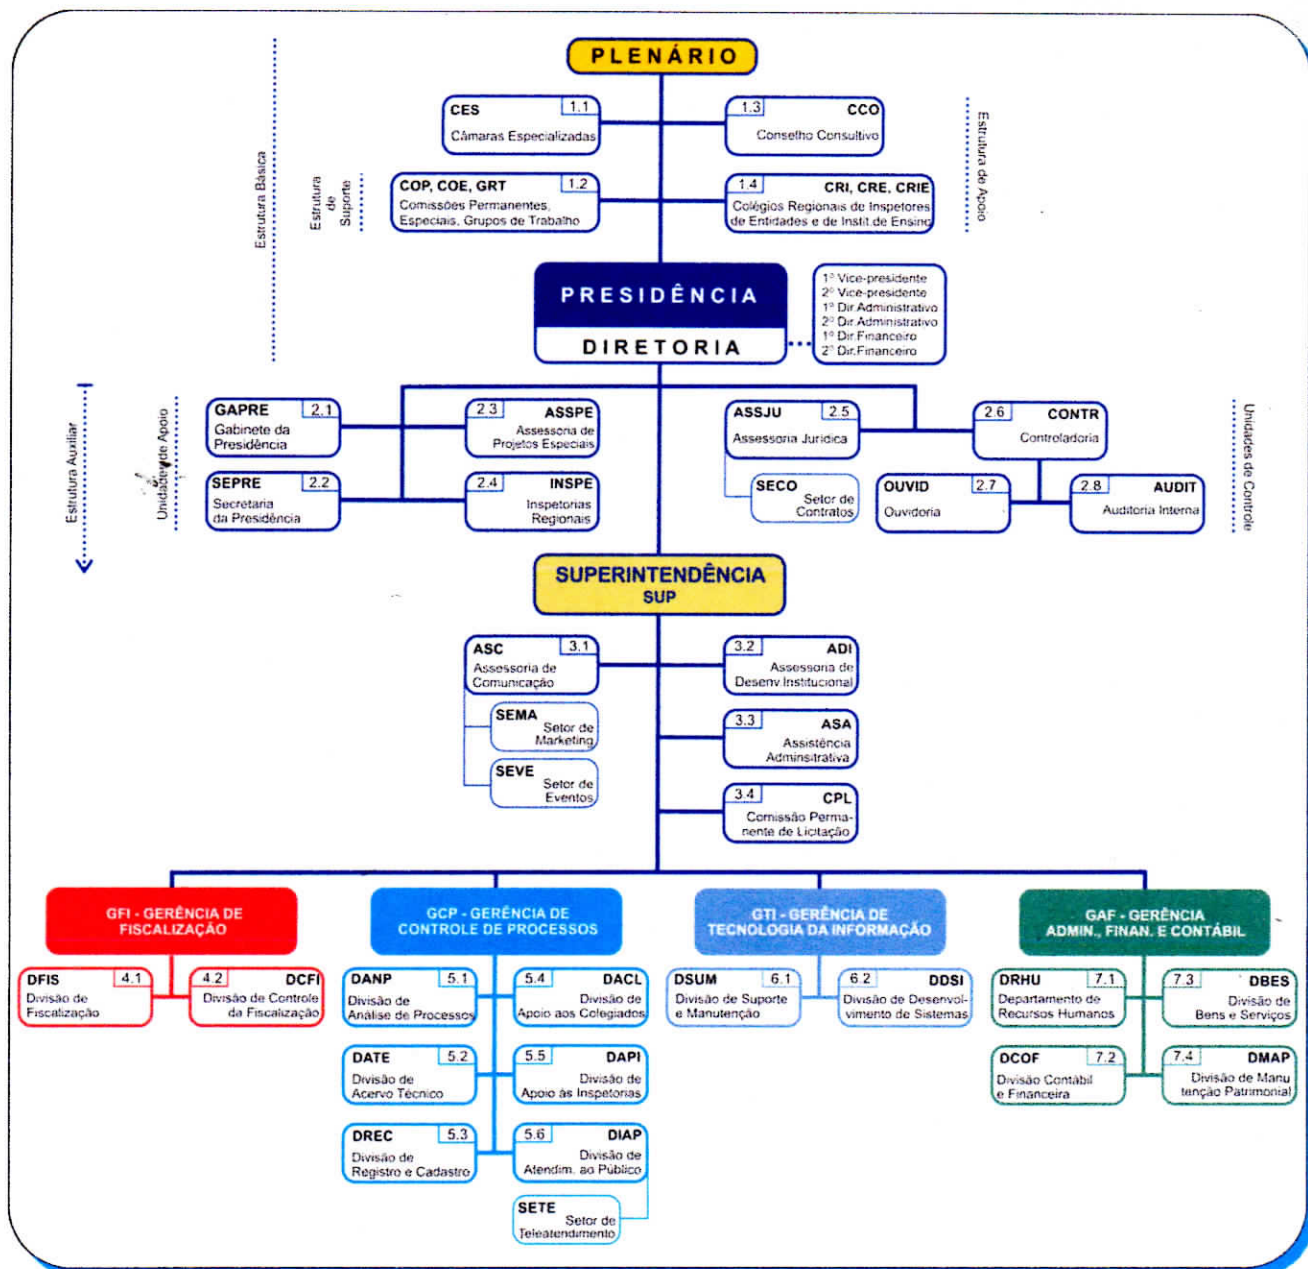 PLENÁRIO
CES 1.1
Câmaras Especializadas
1.3 CCO
Conselho Consultivo
COP, COE, GRT 1.2
Comissões Permanentes,
Especiais, Grupos de Trabalho
1.4 CRI, CRE, CRIE
Colégios Regionais de Inspetores
de Entidades e de Instit.de Ensino
Estrutura Básica
Estrutura
de
Suporte
Estrutura de Apoio
PRESIDÊNCIA
DIRETORIA
1º Vice-presidente
2º Vice-presidente
1º Dir.Administrativo
2º Dir.Administrativo
1º Dir.Financeiro
2º Dir.Financeiro
Estrutura Auxiliar
Unidades de Apoio
Unidades de Controle
GAPRE 2.1
Gabinete da
Presidência
2.3 ASSPE
Assessoria de
Projetos Especiais
ASSJU 2.5
Assessoria Jurídica
2.6 CONTR
Controladoria
SEPRE 2.2
Secretaria
da Presidência
2.4 INSPE
Inspetorias
Regionais
SECO
Setor de
Contratos
OUVID 2.7
Ouvidoria
2.8 AUDIT
Auditoria Interna
SUPERINTENDÊNCIA
SUP
ASC 3.1
Assessoria de
Comunicação
3.2 ADI
Assessoria de
Desenv.Institucional
SEMA
Setor de
Marketing
3.3 ASA
Assistência
Adminsitrativa
SEVE
Setor de
Eventos
3.4 CPL
Comissão Perma-
nente de Licitação
GFI - GERÊNCIA DE
FISCALIZAÇÃO
GCP - GERÊNCIA DE
CONTROLE DE PROCESSOS
GTI - GERÊNCIA DE
TECNOLOGIA DA INFORMAÇÃO
GAF - GERÊNCIA
ADMIN., FINAN. E CONTÁBIL
DFIS 4.1
Divisão de
Fiscalização
4.2 DCFI
Divisão de Controle
da Fiscalização
DANP 5.1
Divisão de
Análise de Processos
5.4 DACL
Divisão de
Apoio aos Colegiados
DSUM 6.1
Divisão de Suporte
e Manutenção
6.2 DDSI
Divisão de Desenvol-
vimento de Sistemas
DRHU 7.1
Departamento de
Recursos Humanos
7.3 DBES
Divisão de
Bens e Serviços
DATE 5.2
Divisão de
Acervo Técnico
5.5 DAPI
Divisão de
Apoio às Inspetorias
DCOF 7.2
Divisão Contábil
e Financeira
7.4 DMAP
Divisão de Manu
tenção Patrimonial
DREC 5.3
Divisão de
Registro e Cadastro
5.6 DIAP
Divisão de
Atendim. ao Público
SETE
Setor de
Teleatendimento